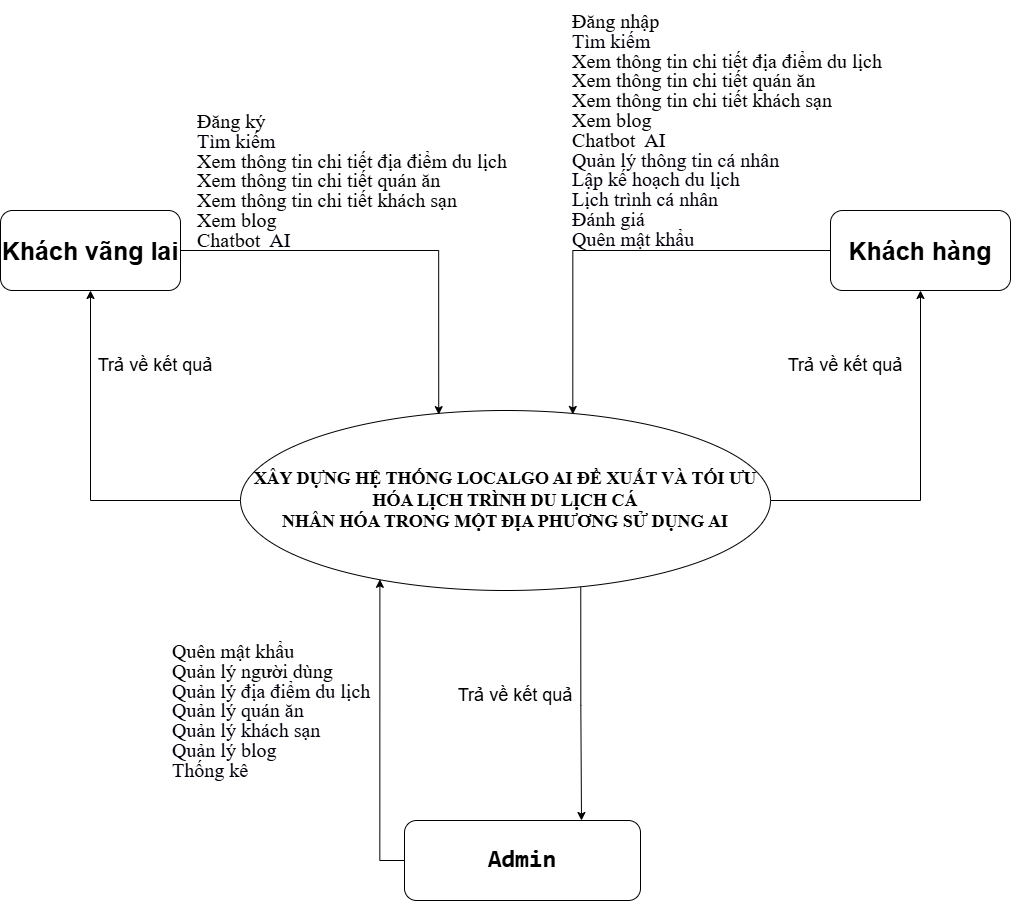 Đăng nhập
Tìm kiếm
Xem thông tin chi tiết địa điểm du lịch
Xem thông tin chi tiết quán ăn
Xem thông tin chi tiết khách sạn
Xem blog
Chatbot AI
Quản lý thông tin cá nhân
Lập kế hoạch du lịch
Lịch trình cá nhân
Đánh giá
Quên mật khẩu
Đăng ký
Tìm kiếm
Xem thông tin chi tiết địa điểm du lịch
Xem thông tin chi tiết quán ăn
Xem thông tin chi tiết khách sạn
Xem blog
Chatbot AI
Khách vãng lai
Khách hàng
Trả về kết quả
Trả về kết quả
XÂY DỰNG HỆ THỐNG LOCALGO AI ĐỀ XUẤT VÀ TỐI ƯU
HÓA LỊCH TRÌNH DU LỊCH CÁ
NHÂN HÓA TRONG MỘT ĐỊA PHƯƠNG SỬ DỤNG AI
Quên mật khẩu
Quản lý người dùng
Quản lý địa điểm du lịch
Quản lý quán ăn
Quản lý khách sạn
Quản lý blog
Thống kê
Trả về kết quả
Admin